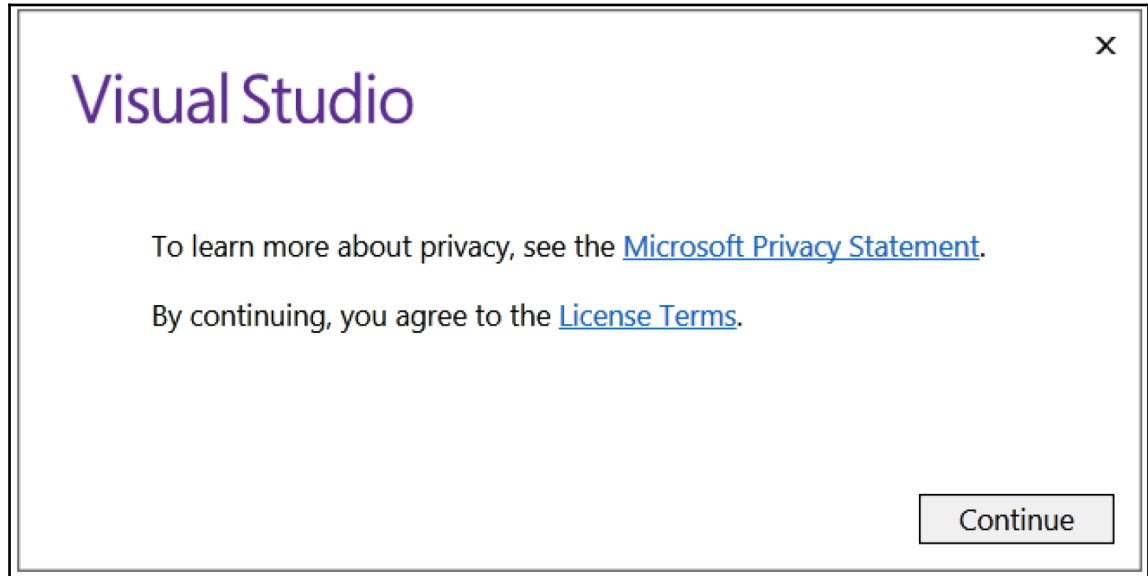 Visual Studio
To learn more about privacy, see the Microsoft Privacy Statement.
By continuing, you agree to the License Terms.
Continue